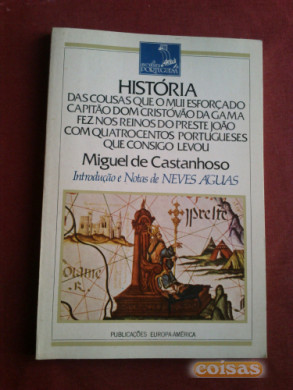 HISTÓRIA
DAS COUSAS QUE O MUI ESFORÇADO
CAPITÃO DOM CRISTÓVÃO DA GAMA
FEZ NOS REINOS DO PRESTE JOÃO
COM QUATROCENTOS PORTUGUESES
QUE CONSIGO LEVOU
Miguel de Castanhoso
Introdução e Notas de NEVES ÁGUAS
preste
PUBLICAÇÕES EUROPA-AMÉRICA
coisas